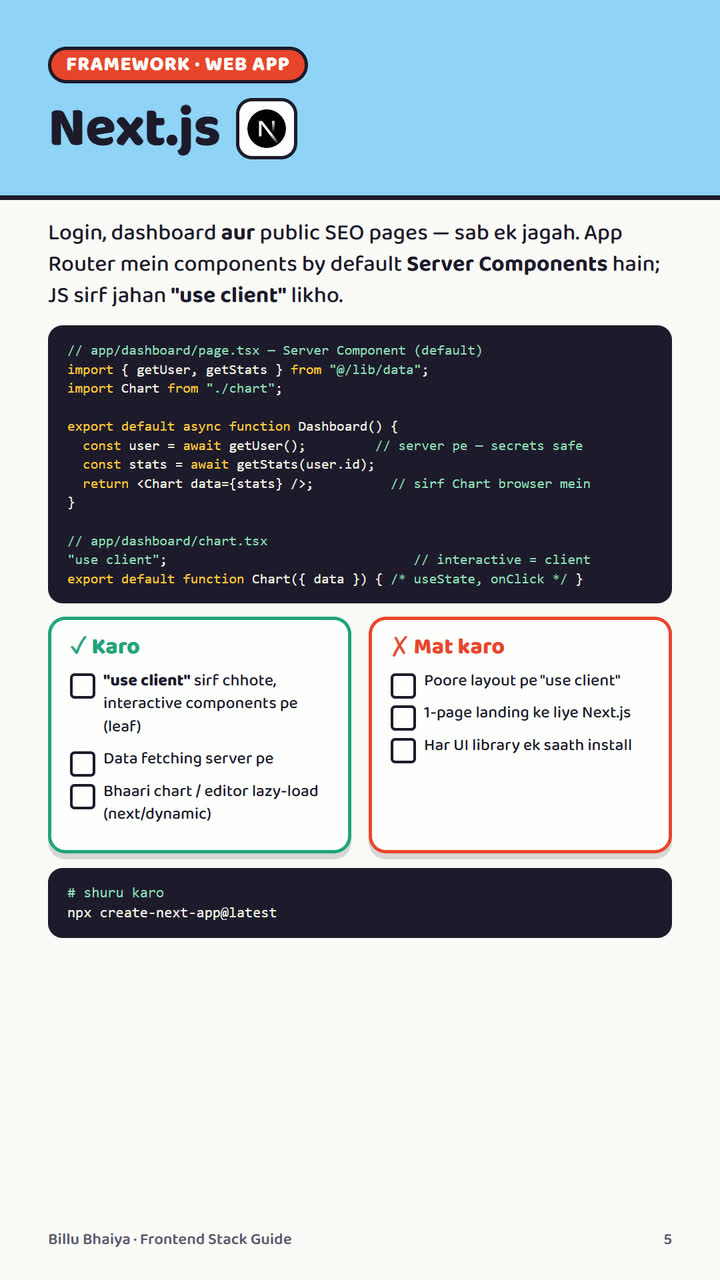 FRAMEWORK · WEB APP
Next.js
N
Login, dashboard aur public SEO pages — sab ek jagah. App
Router mein components by default Server Components hain;
JS sirf jahan "use client" likho.
// app/dashboard/page.tsx — Server Component (default)
import { getUser, getStats } from "@/lib/data";
import Chart from "./chart";
export default async function Dashboard() {
  const user = await getUser();         // server pe — secrets safe
  const stats = await getStats(user.id);
  return <Chart data={stats} />;          // sirf Chart browser mein
}
// app/dashboard/chart.tsx
"use client";                                // interactive = client
export default function Chart({ data }) { /* useState, onClick */ }
✓ Karo
"use client" sirf chhote,
interactive components pe
(leaf)
Data fetching server pe
Bhaari chart / editor lazy-load
(next/dynamic)
✗ Mat karo
Poore layout pe "use client"
1-page landing ke liye Next.js
Har UI library ek saath install
# shuru karo
npx create-next-app@latest
Billu Bhaiya · Frontend Stack Guide
5